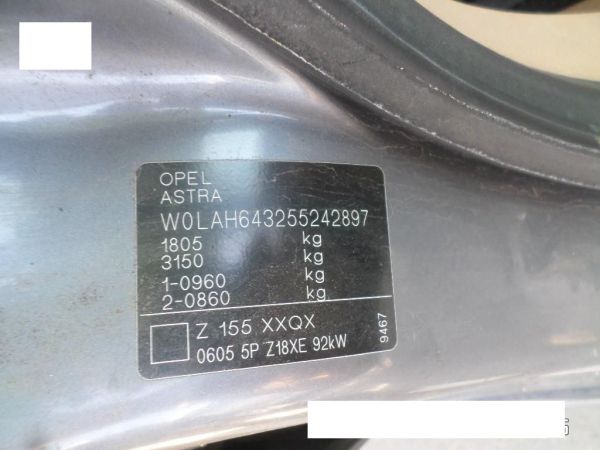 OPEL
ASTRA
W0LAH643255242897
1805 kg
3150 kg
1-0960 kg
2-0860 kg
Z 155 XXQX
0605 5P Z18XE 92kW
9467